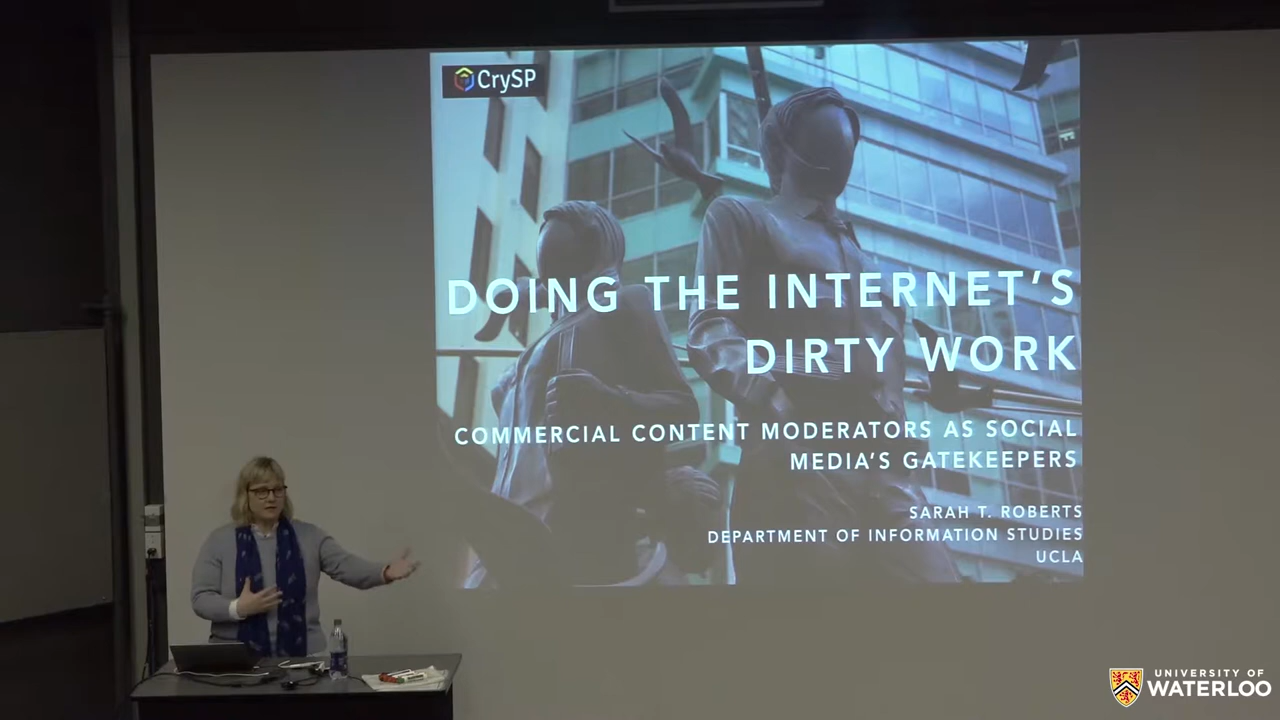 CrySP
DOING THE INTERNET'S
DIRTY WORK
COMMERCIAL CONTENT MODERATORS AS SOCIAL
MEDIA'S GATEKEEPERS
SARAH T. ROBERTS
DEPARTMENT OF INFORMATION STUDIES
UCLA
UNIVERSITY OF
WATERLOO